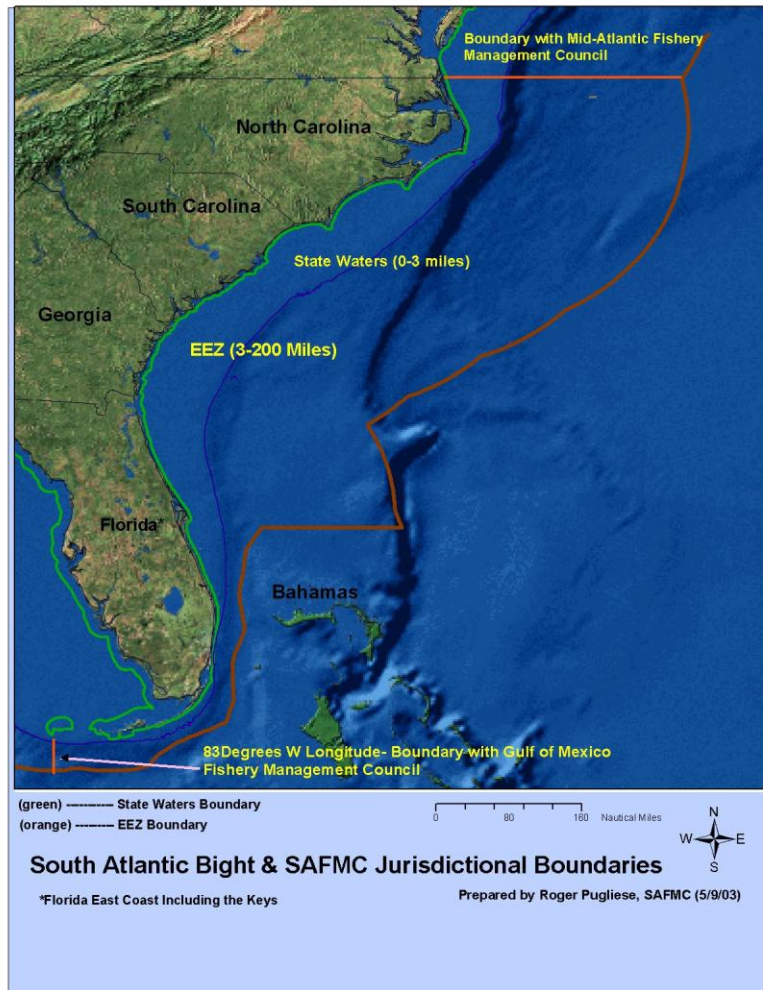 Boundary with Mid-Atlantic Fishery
Management Council
North Carolina
South Carolina
State Waters (0-3 miles)
Georgia
EEZ (3-200 Miles)
Florida*
Bahamas
83Degrees W Longitude- Boundary with Gulf of Mexico
Fishery Management Council
(green) ---------- State Waters Boundary
(orange) -------- EEZ Boundary
0 80 160 Nautical Miles
N
W E
S
South Atlantic Bight & SAFMC Jurisdictional Boundaries
*Florida East Coast Including the Keys
Prepared by Roger Pugliese, SAFMC (5/9/03)